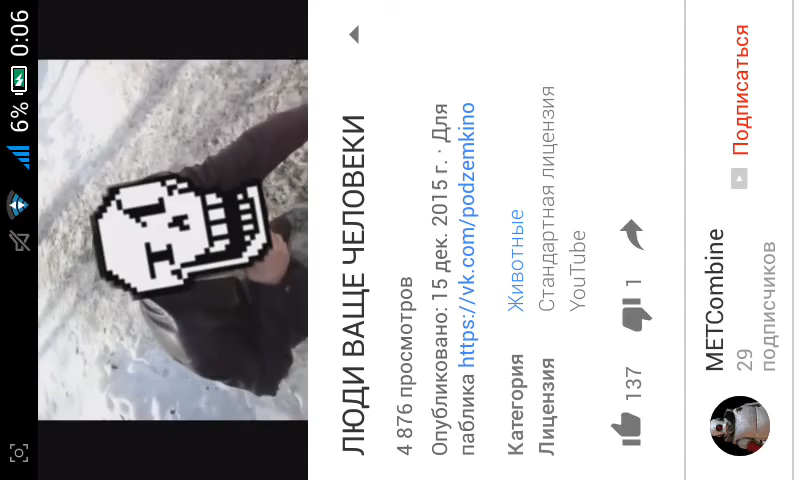 6% 0:06
ЛЮДИ ВАЩЕ ЧЕЛОВЕКИ
4 876 просмотров
Опубликовано: 15 дек. 2015 г. · Для
паблика https://vk.com/podzemkino
Категория Животные
Лицензия Стандартная лицензия
YouTube
137 1
METCombine
29
подписчиков
Подписаться